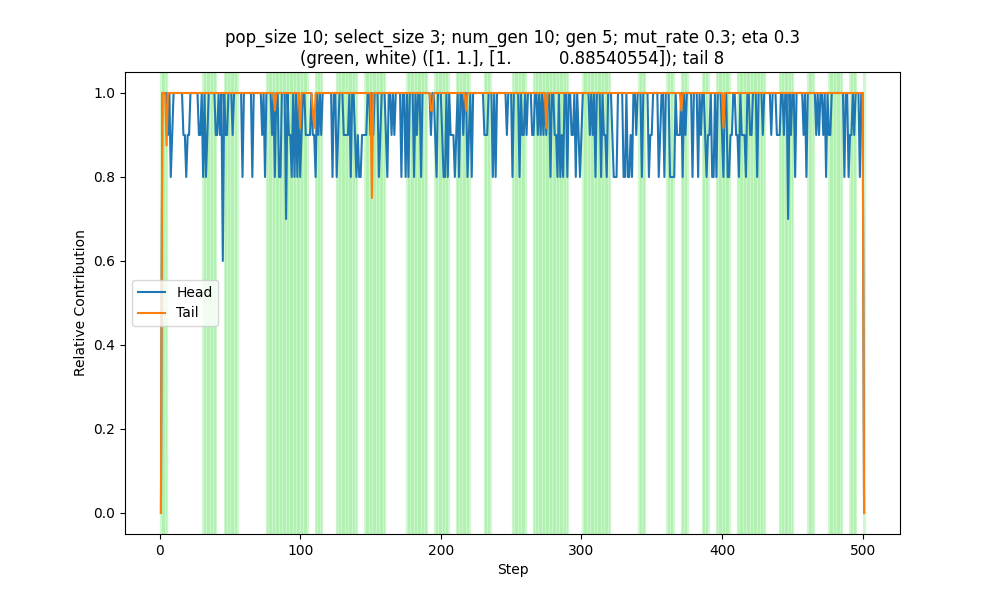 pop_size 10; select_size 3; num_gen 10; gen 5; mut_rate 0.3; eta 0.3
(green, white) ([1. 1.], [1.          0.88540554]); tail 8
1.0
0.8
0.6
0.4
0.2
0.0
Relative Contribution
Head
Tail
0
100
200
300
400
500
Step